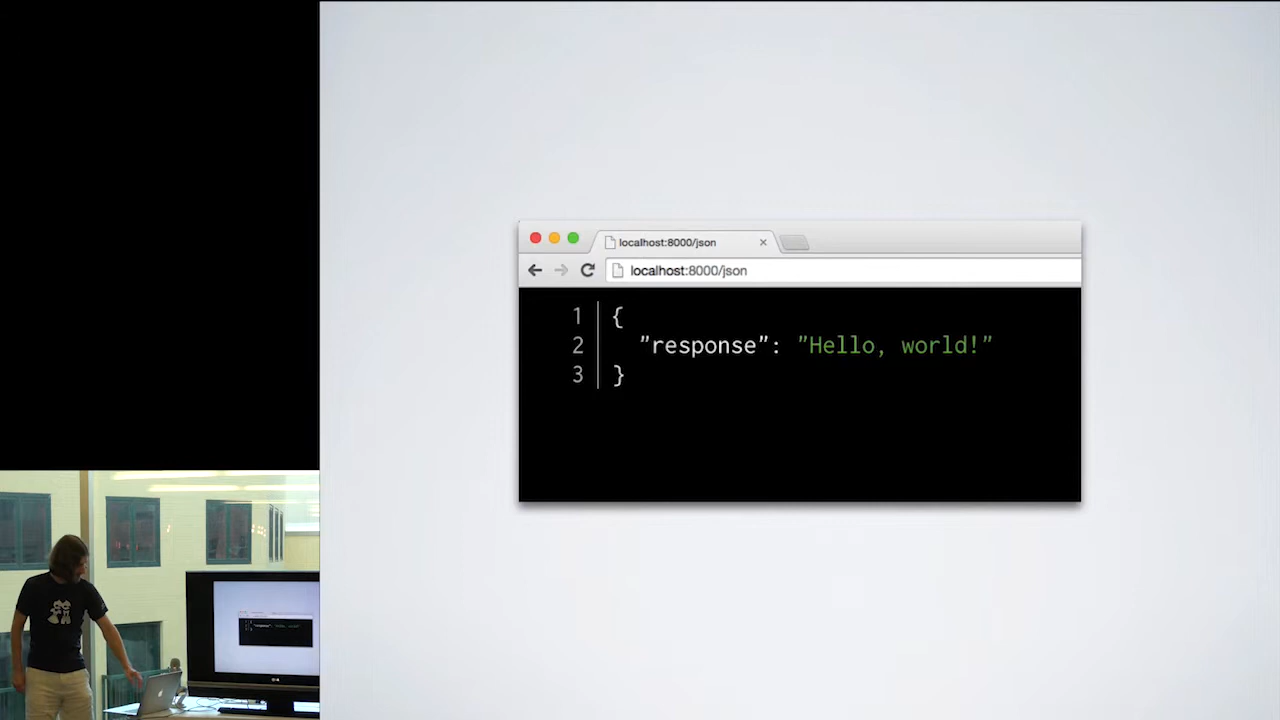 localhost:8000/json
localhost:8000/json
1 {
2 "response": "Hello, world!"
3 }